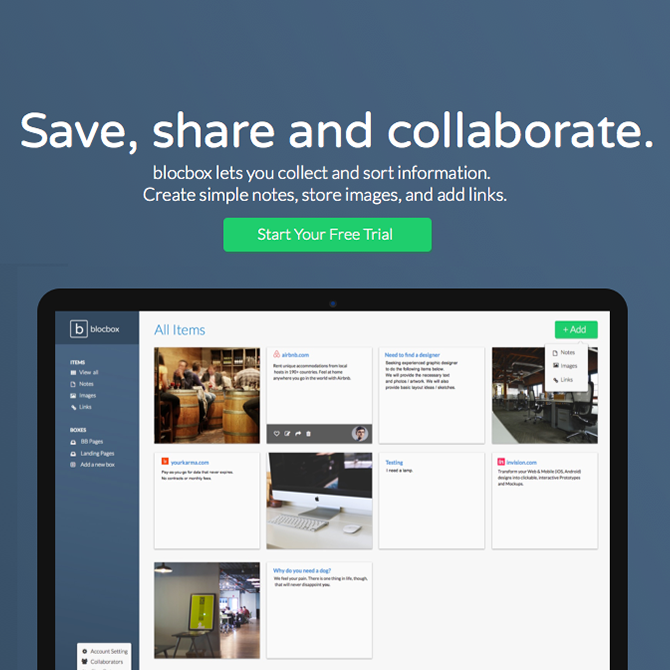 Save, share and collaborate.
blocbox lets you collect and sort information.
Create simple notes, store images, and add links.
Start Your Free Trial
b blocbox
All Items
+ Add
Notes
Images
Links
ITEMS
View all
Notes
Images
Links
BOXES
BB Pages
Landing Pages
Add a new box
airbnb.com
Rent unique accommodations from local
hosts in 190+ countries. Feel at home
anywhere you go in the world with Airbnb.
Need to find a designer
Seeking experienced graphic designer
to do the following items below.
We will provide the necessary text
and photos / artwork. We will also
provide basic layout ideas / sketches.
yourkarma.com
Pay as you go for data that never expires.
No contracts or monthly fees.
Testing
I need a lamp
in invision.com
Transform your Web & Mobile (iOS, Android)
designs into clickable, interactive Prototypes
and Mockups.
Why do you need a dog?
We feel your pain. There is one thing in life, though,
that will never disappoint you.
Account Setting
Collaborators